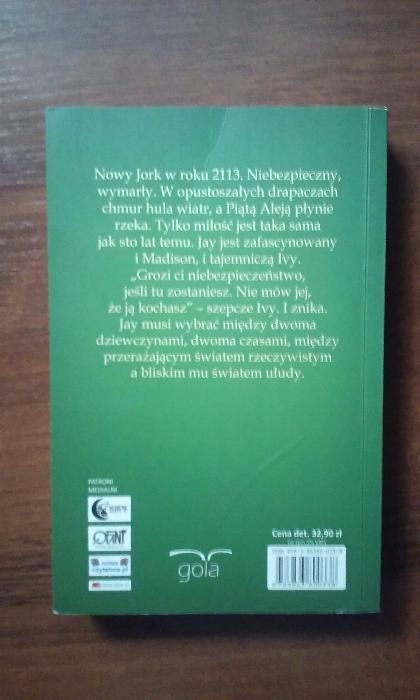 Nowy Jork w roku 2113. Niebezpieczny,
wymarły. W opustoszałych drapaczach
chmur hula wiatr, a Piątą Aleją płynie
rzeka. Tylko miłość jest taka sama
jak sto lat temu. Jay jest zafascynowany
i Madison, i tajemniczą Ivy.
„Grozi ci niebezpieczeństwo,
jeśli tu zostaniesz. Nie mów jej,
że ją kochasz” – szepcze Ivy. I znika.
Jay musi wybrać między dwoma
dziewczynami, dwoma czasami, między
przerażającym światem rzeczywistym
a bliskim mu światem ułudy.
PATRONI
MEDIALNI
Cena det. 32,90 zł
gola